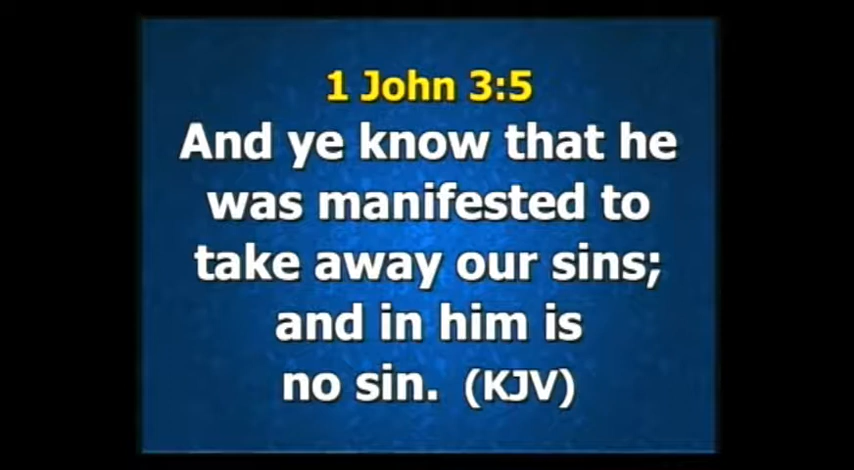 1 John 3:5
And ye know that he
was manifested to
take away our sins;
and in him is
no sin. (KJV)